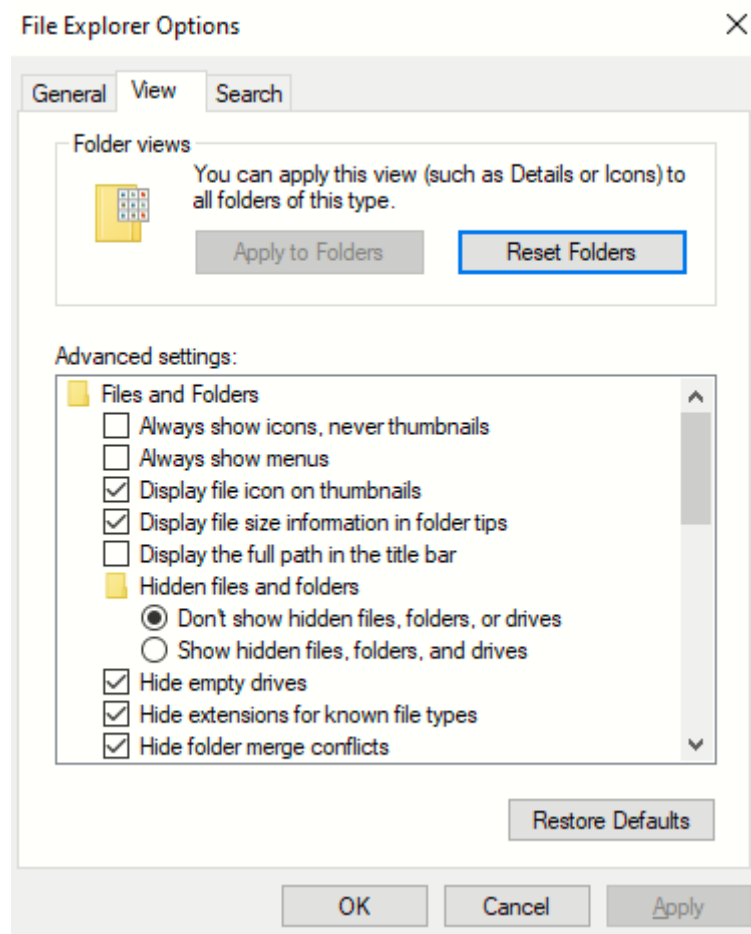 File Explorer Options
General View Search
Folder views
You can apply this view (such as Details or Icons) to
all folders of this type.
Apply to Folders Reset Folders
Advanced settings:
Files and Folders
Always show icons, never thumbnails
Always show menus
Display file icon on thumbnails
Display file size information in folder tips
Display the full path in the title bar
Hidden files and folders
Don't show hidden files, folders, or drives
Show hidden files, folders, and drives
Hide empty drives
Hide extensions for known file types
Hide folder merge conflicts
Restore Defaults
OK Cancel Apply